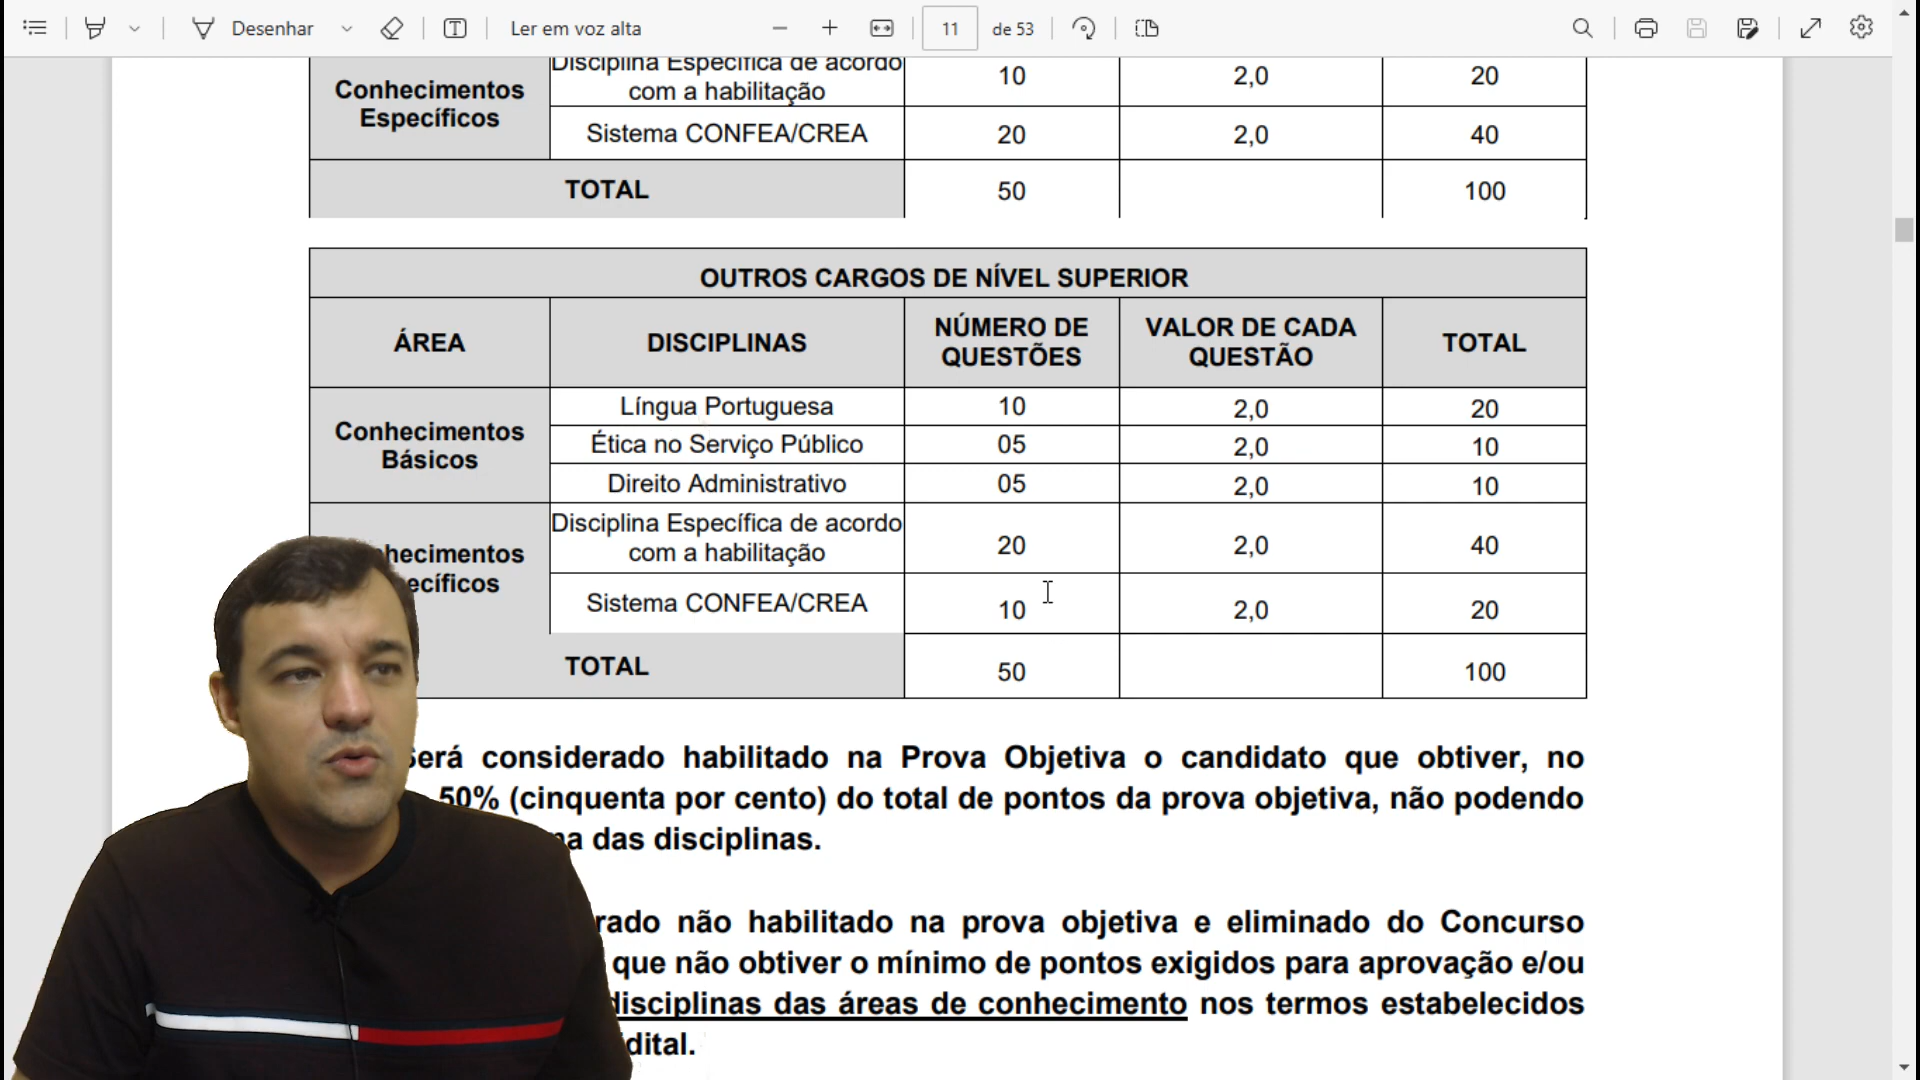 Desenhar
Ler em voz alta
11 de 53
Conhecimentos Específicos
Disciplina Específica de acordo com a habilitação 10 2,0 20
Sistema CONFEA/CREA 20 2,0 40
TOTAL 50 100
OUTROS CARGOS DE NÍVEL SUPERIOR
ÁREA DISCIPLINAS NÚMERO DE QUESTÕES VALOR DE CADA QUESTÃO TOTAL
Conhecimentos Básicos
Língua Portuguesa 10 2,0 20
Ética no Serviço Público 05 2,0 10
Direito Administrativo 05 2,0 10
hecimentos
ecíficos
Disciplina Específica de acordo com a habilitação 20 2,0 40
Sistema CONFEA/CREA 10 2,0 20
TOTAL 50 100
Será considerado habilitado na Prova Objetiva o candidato que obtiver, no
50% (cinquenta por cento) do total de pontos da prova objetiva, não podendo
das disciplinas.
rado não habilitado na prova objetiva e eliminado do Concurso
que não obtiver o mínimo de pontos exigidos para aprovação e/ou
disciplinas das áreas de conhecimento nos termos estabelecidos
dital.